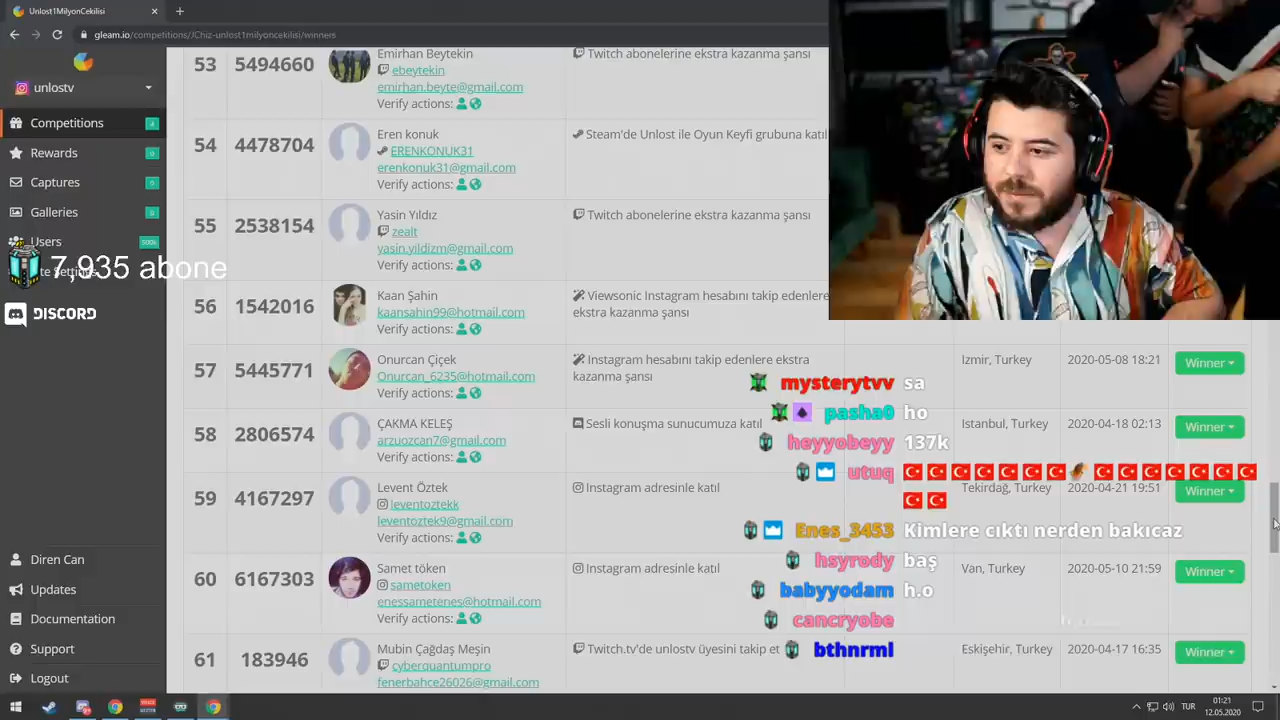 Unlost1MilyonCekilisi
gleam.io/competitions//Chiz-unlost1milyoncekilisi/winners
unlostv
Competitions 4
Rewards 0
Captures 0
Galleries 0
Users 500k
7.935 abone
DISCORD
Diren Can
Updates
Documentation
Support
Logout
53 5494660 Emirhan Beytekin Twitch abonelerine ekstra kazanma şansı
ebeytekin
emirhan.beyte@gmail.com
Verify actions:
54 4478704 Eren konuk Steam'de Unlost ile Oyun Keyfi grubuna katıl
ERENKONUK31
erenkonuk31@gmail.com
Verify actions:
55 2538154 Yasin Yıldız Twitch abonelerine ekstra kazanma şansı
zealt
yasin.yildizm@gmail.com
Verify actions:
56 1542016 Kaan Şahin Viewsonic Instagram hesabını takip edenlere
kaansahin99@hotmail.com ekstra kazanma şansı
Verify actions:
57 5445771 Onurcan Çiçek Instagram hesabını takip edenlere ekstra Izmir, Turkey 2020-05-08 18:21 Winner
Onurcan_6235@hotmail.com kazanma şansı
Verify actions:
58 2806574 ÇAKMA KELEŞ Sesli konuşma sunucumuza katıl Istanbul, Turkey 2020-04-18 02:13 Winner
arzuozcan7@gmail.com
Verify actions:
59 4167297 Levent Öztek Instagram adresinle katıl Tekirdağ, Turkey 2020-04-21 19:51 Winner
leventoztekk
leventoztek9@gmail.com
Verify actions:
60 6167303 Samet töken Instagram adresinle katıl Van, Turkey 2020-05-10 21:59 Winner
sametoken
enessametenes@hotmail.com
Verify actions:
61 183946 Mubin Çağdaş Meşin Twitch.tv'de unlostv üyesini takip et Eskişehir, Turkey 2020-04-17 16:35 Winner
cyberquantumpro
fenerbahce26026@gmail.com
mysterytvv sa
pasha0 ho
heyyobeyy 137k
utuq
Enes_3453 Kimlere cıktı nerden bakıcaz
hsyrody baş
babyyodam h.o
cancryobe
bthnrml
TUR
01:21
12.05.2020